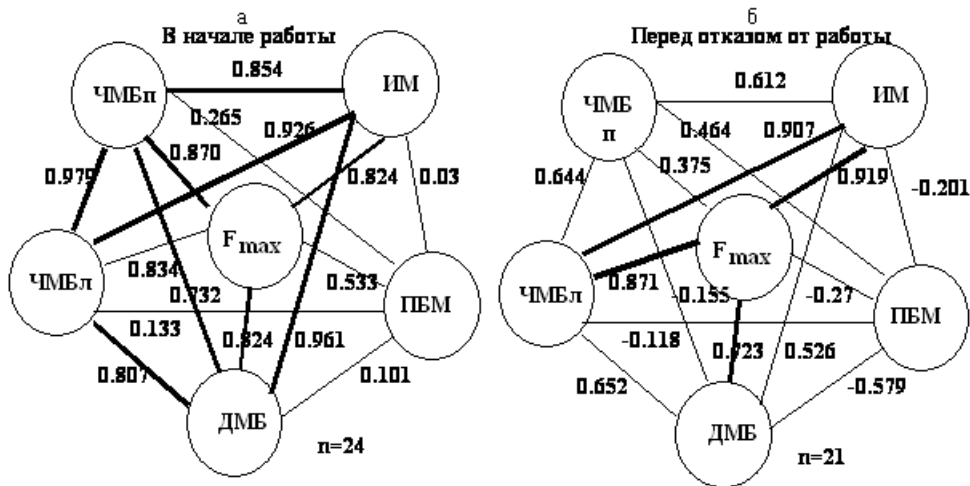 а
В начале работы
ЧМБп
ИМ
0.854
0.265
0.926
0.870
0.979
0.824
0.03
F max
ЧМБл
0.834
0.533
ПБМ
0.732
0.133
0.824
0.961
0.807
0.101
ДМБ
n=24
б
Перед отказом от работы
ЧМБ
п
ИМ
0.612
0.464
0.907
0.375
0.644
0.919
-0.201
F max
ЧМБл
0.871
-0.155
-0.27
ПБМ
-0.118
0.723
0.526
0.652
-0.579
ДМБ
n=21